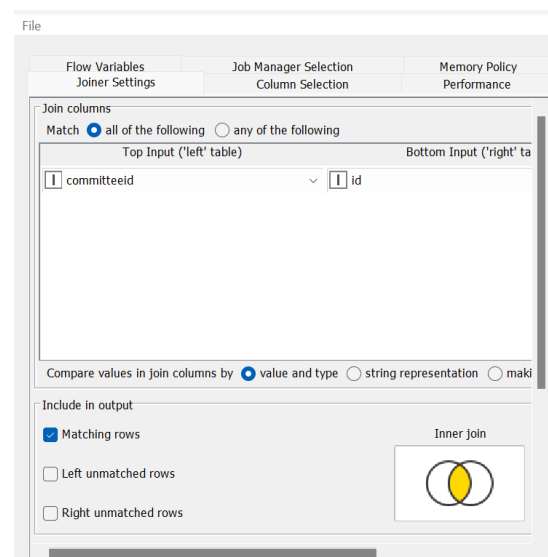 File
Flow Variables Job Manager Selection Memory Policy
Joiner Settings Column Selection Performance
Join columns
Match all of the following any of the following
Top Input ('left' table) Bottom Input ('right' ta
I committeeid I id
Compare values in join columns by value and type string representation maki
Include in output
Matching rows Inner join
Left unmatched rows
Right unmatched rows